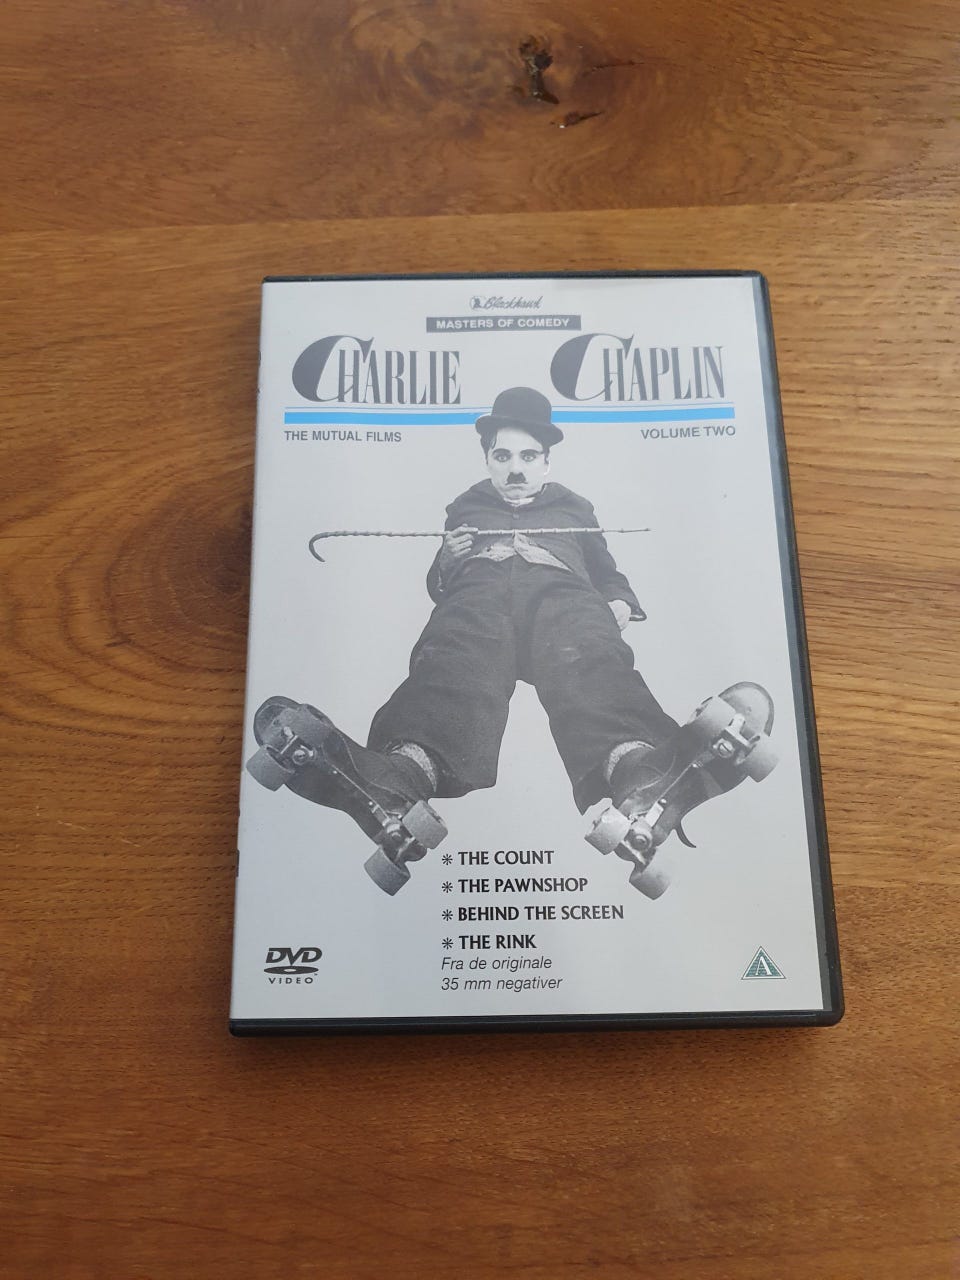 Blackhawk
MASTERS OF COMEDY
CHARLIE CHAPLIN
THE MUTUAL FILMS VOLUME TWO
* THE COUNT
* THE PAWNSHOP
* BEHIND THE SCREEN
* THE RINK
Fra de originale
35 mm negativer
DVD
VIDEO
A